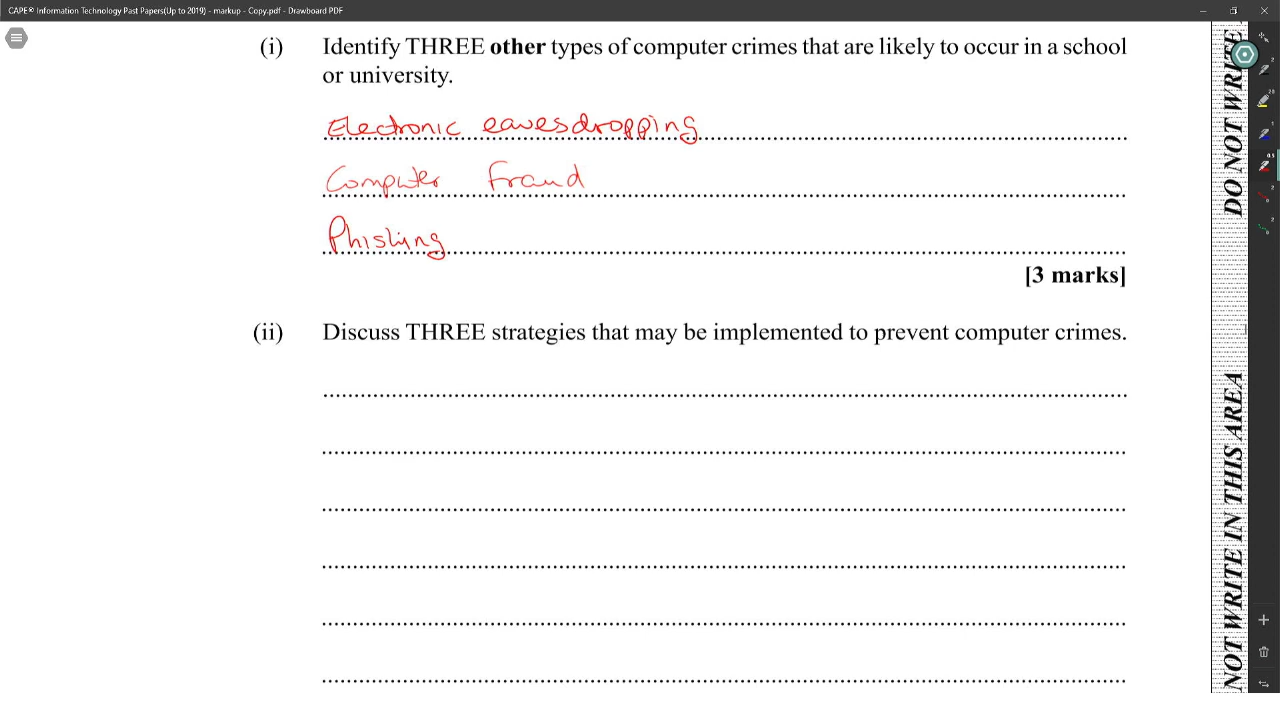 CAPE® Information Technology Past Papers(Up to 2019) - markup - Copy.pdf - Drawboard PDF
(i) Identify THREE other types of computer crimes that are likely to occur in a school
or university.
Electronic eavesdropping
Computer fraud
Phishing
[3 marks]
(ii) Discuss THREE strategies that may be implemented to prevent computer crimes.
DO NOT WRITE
NOT WRITE IN THIS AREA